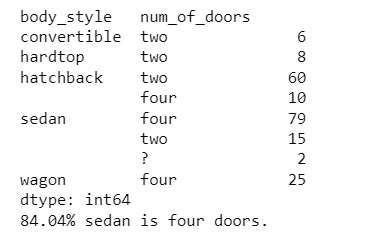 body_style    num_of_doors
convertible   two              6
hardtop       two              8
hatchback     two             60
              four            10
sedan         four            79
              two             15
              ?                2
wagon         four            25
dtype: int64
84.04% sedan is four doors.